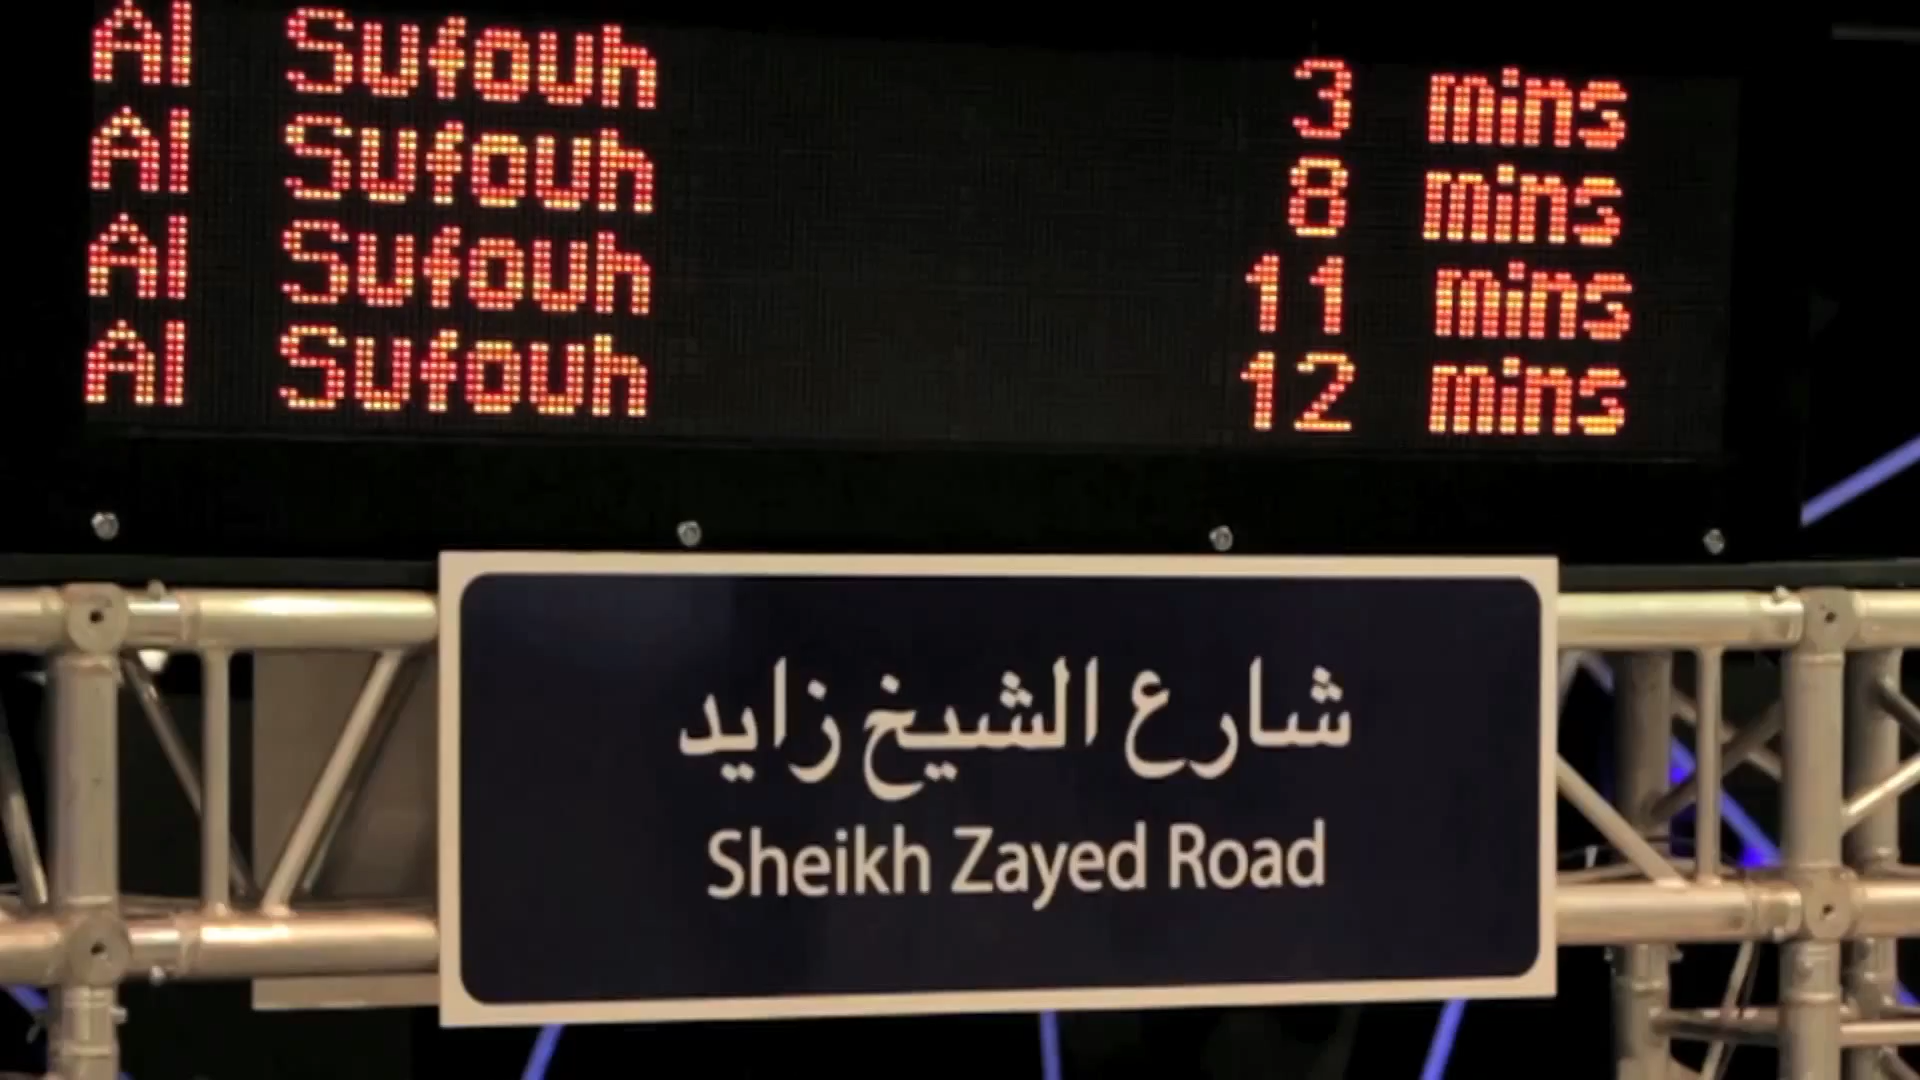 Al Sufouh 3 mins
Al Sufouh 8 mins
Al Sufouh 11 mins
Al Sufouh 12 mins
شارع الشيخ زايد
Sheikh Zayed Road